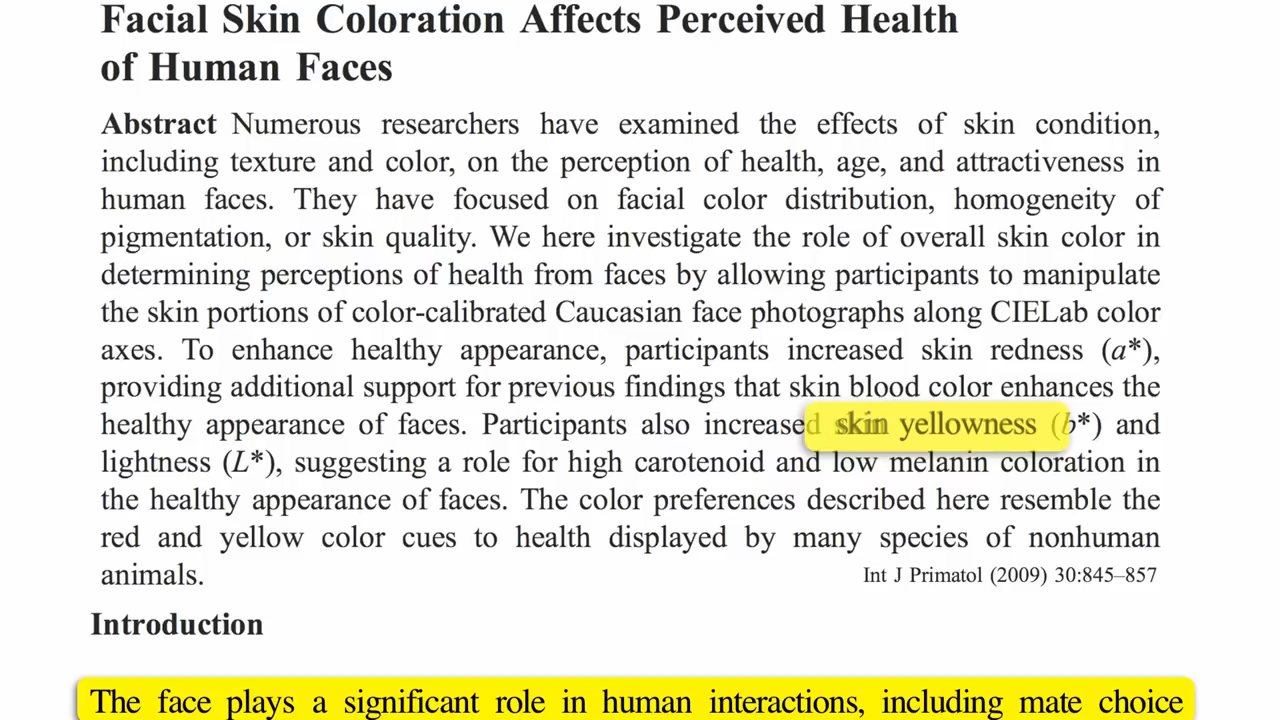 Facial Skin Coloration Affects Perceived Health
of Human Faces
Abstract Numerous researchers have examined the effects of skin condition,
including texture and color, on the perception of health, age, and attractiveness in
human faces. They have focused on facial color distribution, homogeneity of
pigmentation, or skin quality. We here investigate the role of overall skin color in
determining perceptions of health from faces by allowing participants to manipulate
the skin portions of color-calibrated Caucasian face photographs along CIELab color
axes. To enhance healthy appearance, participants increased skin redness (a*),
providing additional support for previous findings that skin blood color enhances the
healthy appearance of faces. Participants also increased skin yellowness (b*) and
lightness (L*), suggesting a role for high carotenoid and low melanin coloration in
the healthy appearance of faces. The color preferences described here resemble the
red and yellow color cues to health displayed by many species of nonhuman
animals.
Int J Primatol (2009) 30:845–857
Introduction
The face plays a significant role in human interactions, including mate choice